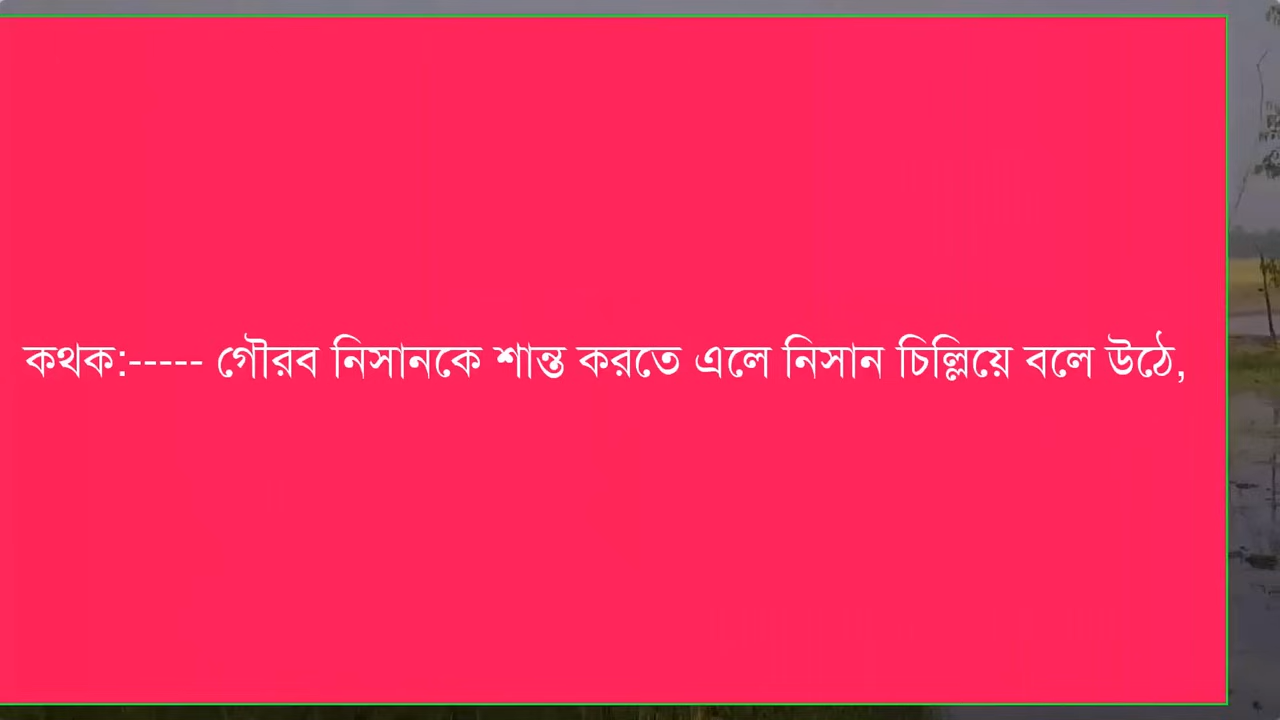 কথক:----- গৌরব নিসানকে শান্ত করতে এলে নিসান চিল্লিয়ে বলে উঠে,